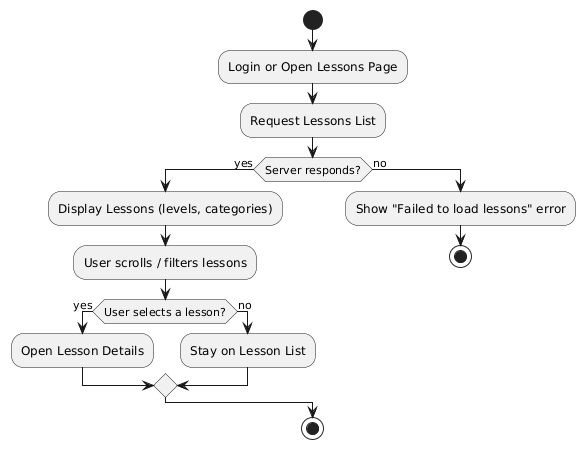 Login or Open Lessons Page
Request Lessons List
yes
Server responds?
no
Display Lessons (levels, categories)
Show "Failed to load lessons" error
User scrolls / filters lessons
yes
User selects a lesson?
no
Open Lesson Details
Stay on Lesson List